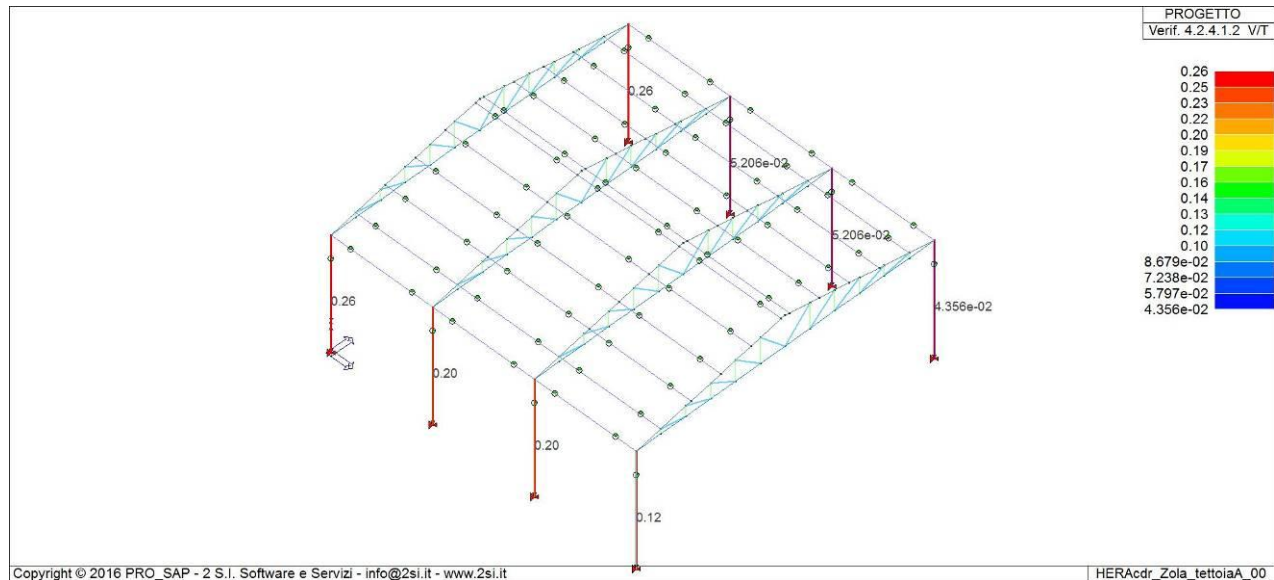 PROGETTO
Verif. 4.2.4.1.2 V/T
0.26
0.25
0.23
0.22
0.20
0.19
0.17
0.16
0.14
0.13
0.12
0.10
8.679e-02
7.238e-02
5.797e-02
4.356e-02
0.26
5.206e-02
5.206e-02
4.356e-02
0.26
0.20
0.20
0.12
Copyright © 2016 PRO_SAP - 2 S.I. Software e Servizi - info@2si.it - www.2si.it
HERAcdr_Zola_tettoiaA_00